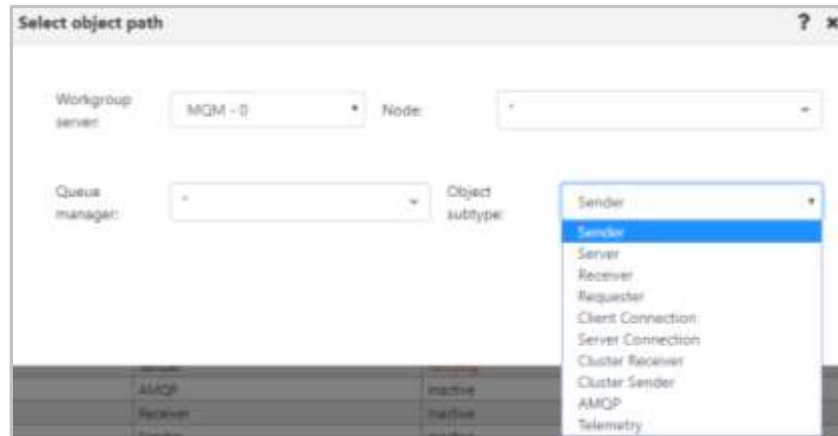 Select object path ? ×
Workgroup server: MQM - 0 Node: *
Queue manager: * Object subtype: Sender
Sender
Server
Receiver
Requester
Client Connection
Server Connection
Cluster Receiver
Cluster Sender
AMQP
Telemetry
Sender
AMQP Inactive
Receiver Inactive